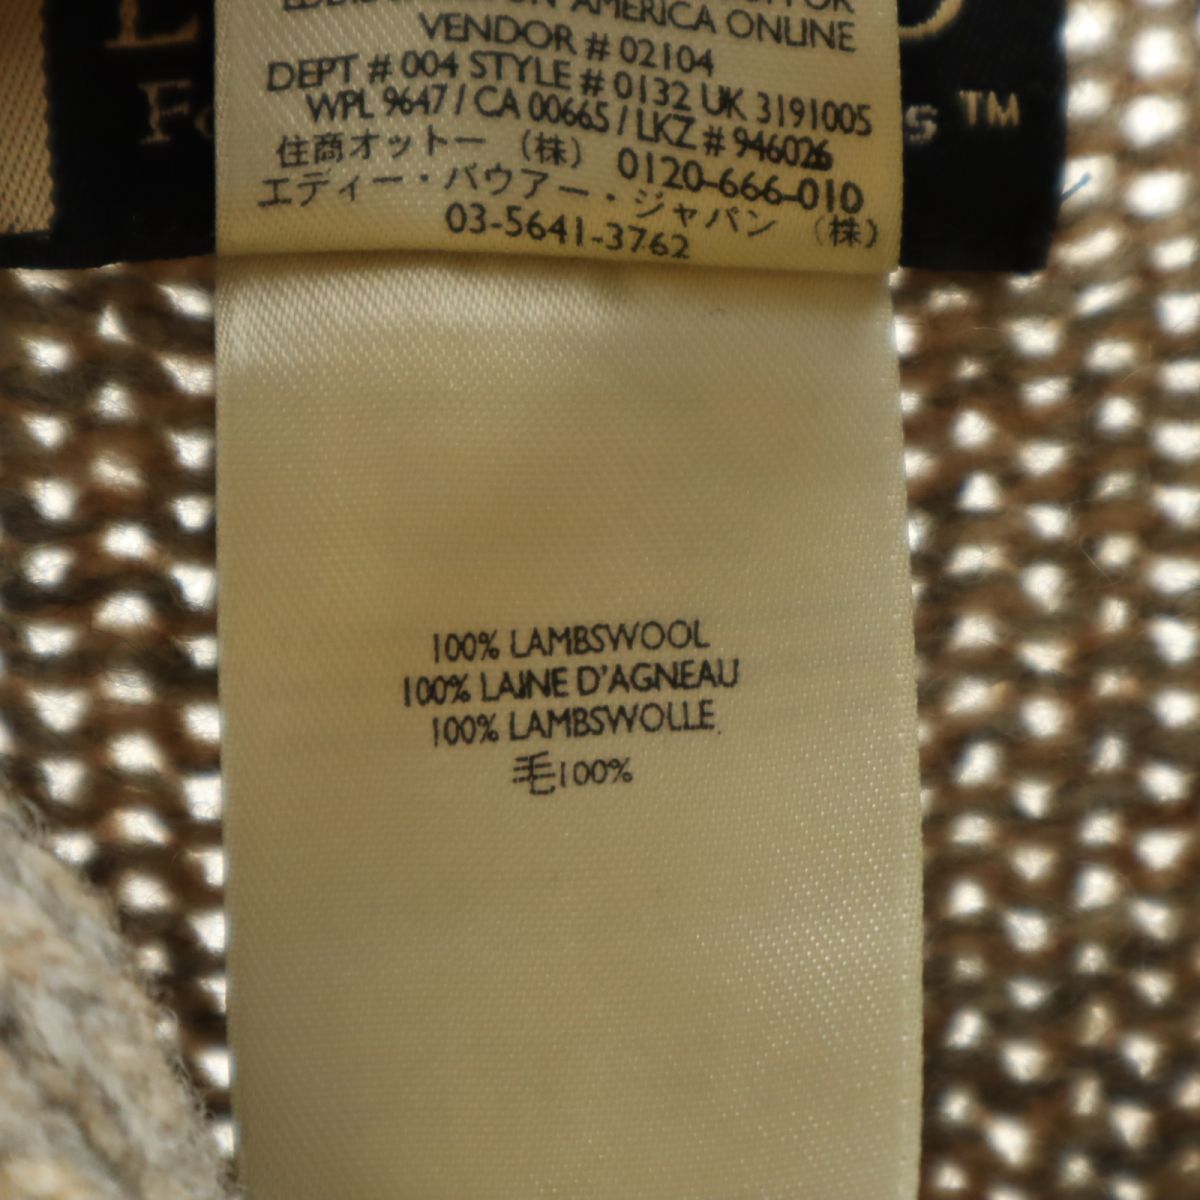 AMERICA ONLINE
VENDOR # 02104
DEPT # 004 STYLE # 0132 UK 3191005
WPL 9647 / CA 00665 / LKZ # 946026
住商オットー (株) 0120-666-010
エディー・バウアー・ジャパン (株)
03-5641-3762
100% LAMBSWOOL
100% LAINE D'AGNEAU
100% LAMBSWOLLE
毛100%